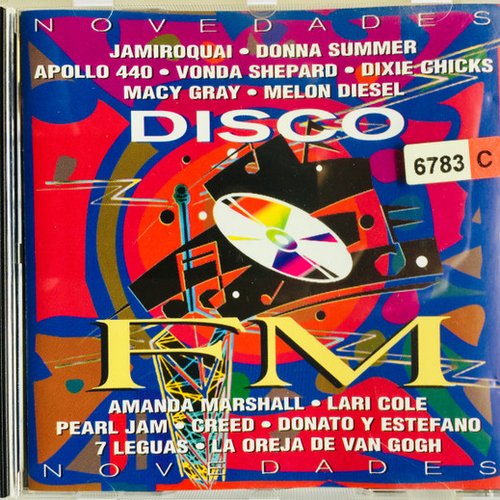 NOVEDADES
JAMIROQUAI • DONNA SUMMER
APOLLO 440 • VONDA SHEPARD • DIXIE CHICKS
MACY GRAY • MELON DIESEL
DISCO
6783 C
FM
AMANDA MARSHALL • LARI COLE
PEARL JAM • CREED • DONATO Y ESTEFANO
7 LEGUAS • LA OREJA DE VAN GOGH
NOVEDADES